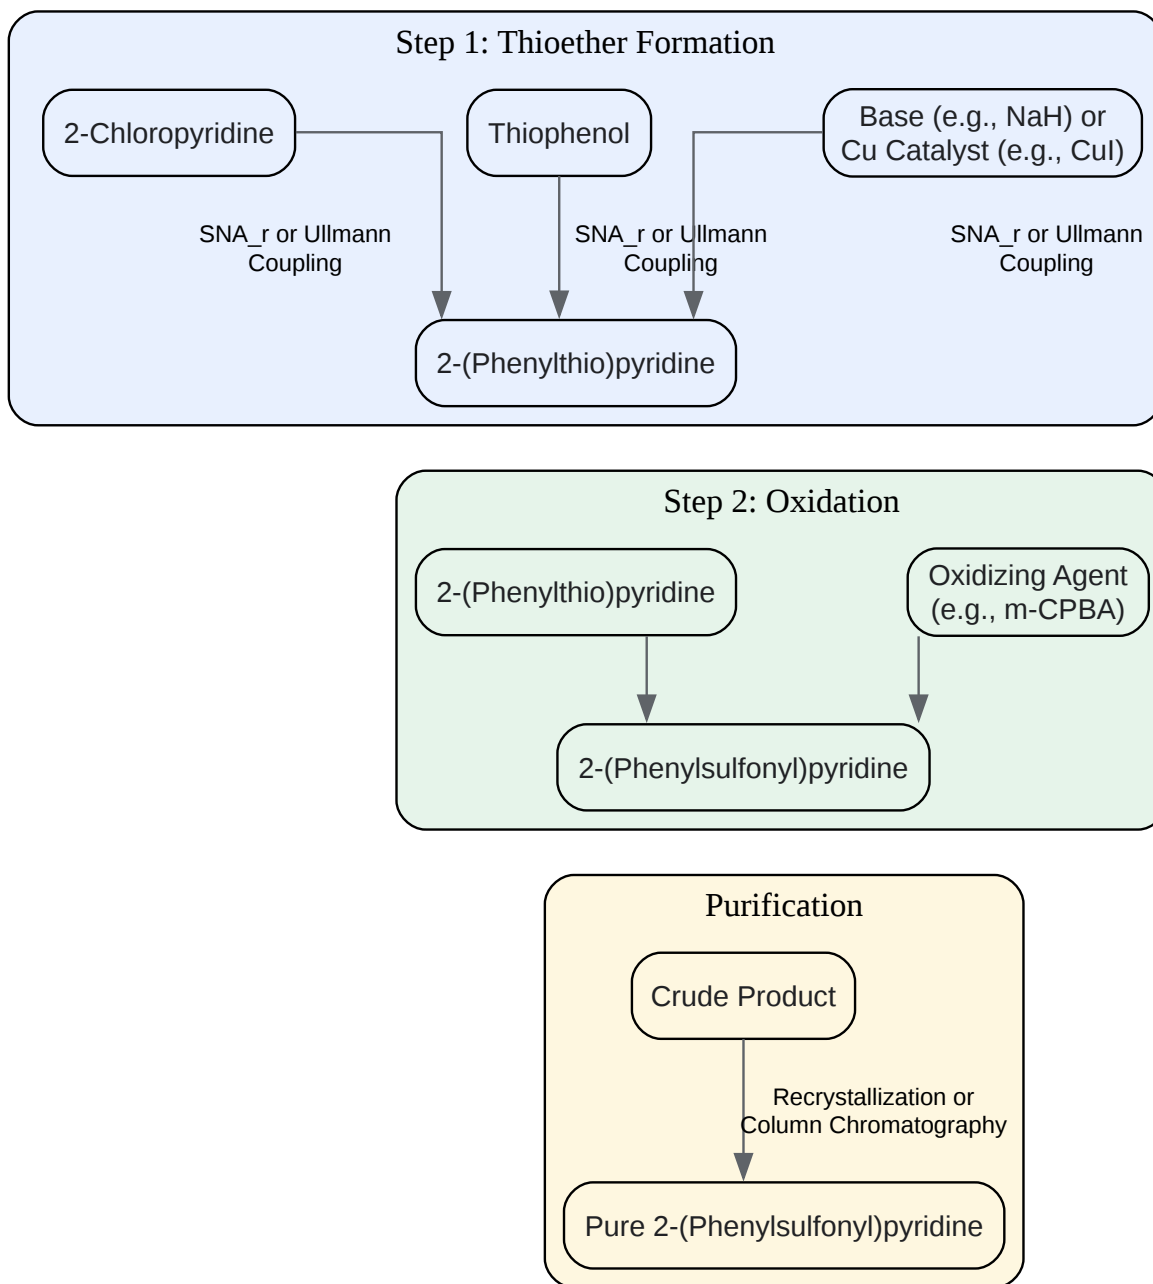 Step 1: Thioether Formation
2-Chloropyridine
Thiophenol
Base (e.g., NaH) or
Cu Catalyst (e.g., CuI)
SNA_r or Ullmann
Coupling
SNA_r or Ullmann
Coupling
SNA_r or Ullmann
Coupling
2-(Phenylthio)pyridine
Step 2: Oxidation
2-(Phenylthio)pyridine
Oxidizing Agent
(e.g., m-CPBA)
2-(Phenylsulfonyl)pyridine
Purification
Crude Product
Recrystallization or
Column Chromatography
Pure 2-(Phenylsulfonyl)pyridine